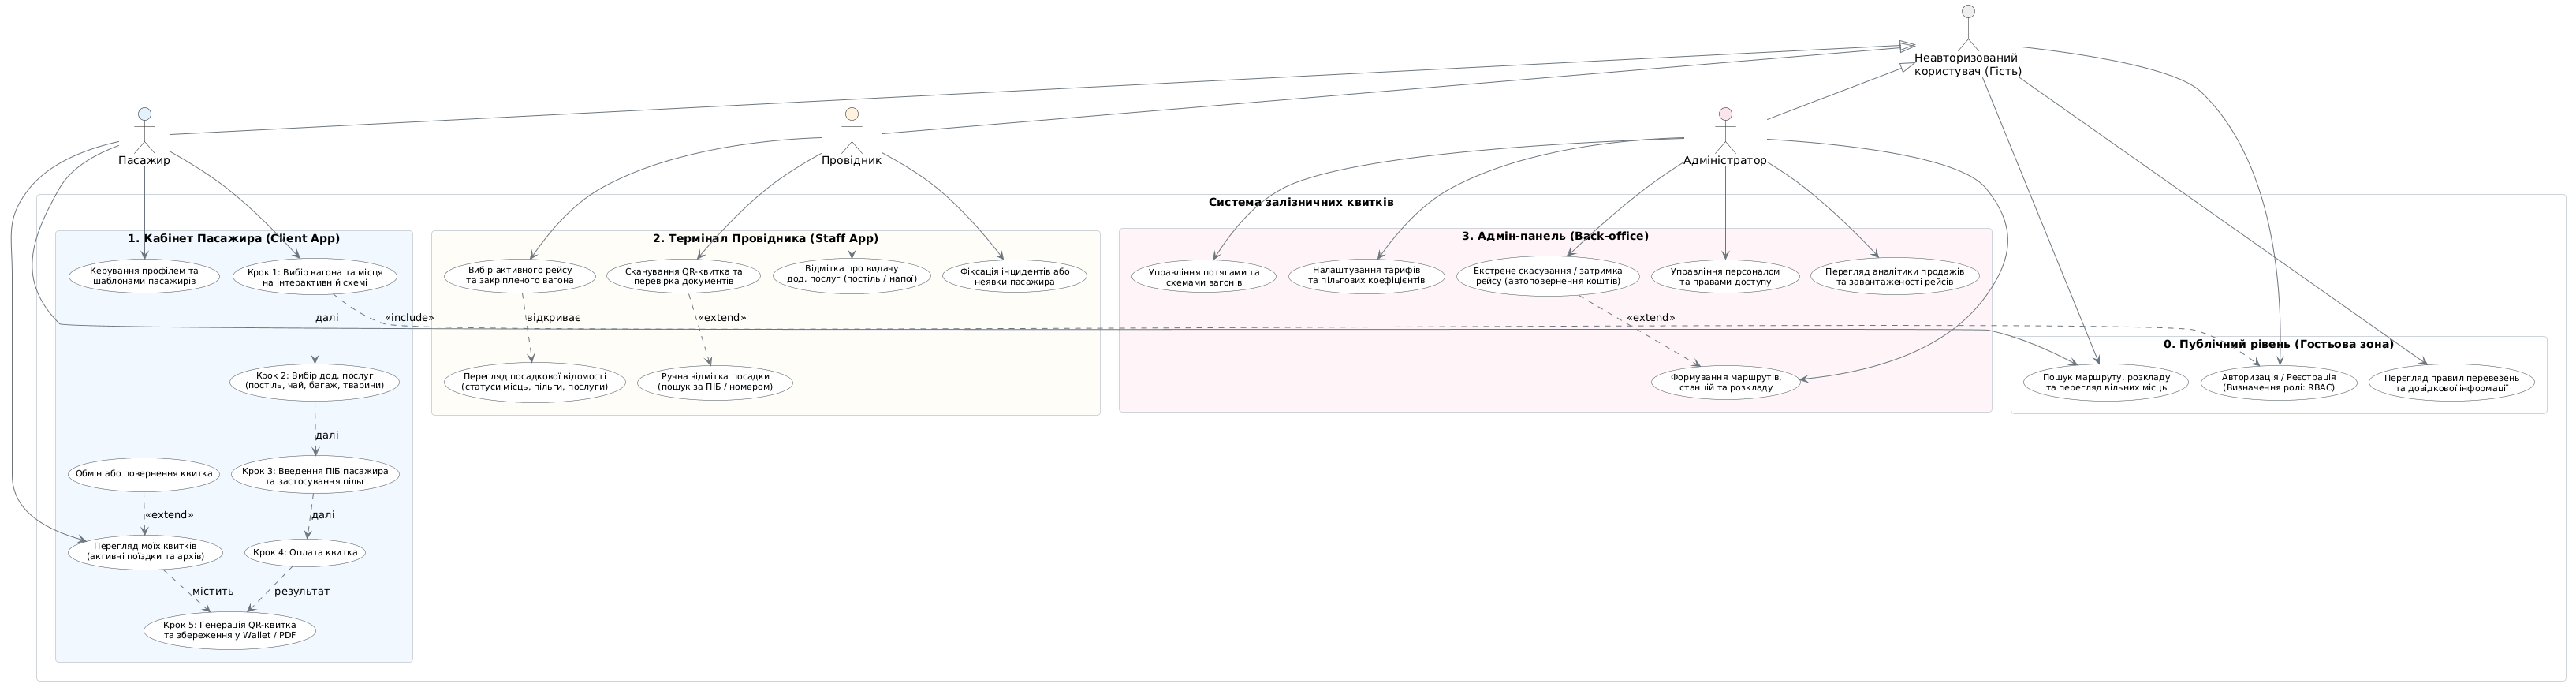 Неавторизований
користувач (Гість)
Пасажир
Провідник
Адміністратор
Система залізничних квитків
1. Кабінет Пасажира (Client App)
Керування профілем та
шаблонами пасажирів
Крок 1: Вибір вагона та місця
на інтерактивній схемі
далі
«include»
Крок 2: Вибір дод. послуг
(постіль, чай, багаж, тварини)
далі
Обмін або повернення квитка
Крок 3: Введення ПІБ пасажира
та застосування пільг
«extend»
далі
Перегляд моїх квитків
(активні поїздки та архів)
Крок 4: Оплата квитка
містить
результат
Крок 5: Генерація QR-квитка
та збереження у Wallet / PDF
2. Термінал Провідника (Staff App)
Вибір активного рейсу
та закріпленого вагона
Сканування QR-квитка та
перевірка документів
Відмітка про видачу
дод. послуг (постіль / напої)
Фіксація інцидентів або
неявки пасажира
відкриває
«extend»
Перегляд посадкової відомості
(статуси місць, пільги, послуги)
Ручна відмітка посадки
(пошук за ПІБ / номером)
3. Адмін-панель (Back-office)
Управління потягами та
схемами вагонів
Налаштування тарифів
та пільгових коефіцієнтів
Екстрене скасування / затримка
рейсу (автоповернення коштів)
Управління персоналом
та правами доступу
Перегляд аналітики продажів
та завантаженості рейсів
«extend»
Формування маршрутів,
станцій та розкладу
0. Публічний рівень (Гостьова зона)
Пошук маршруту, розкладу
та перегляд вільних місць
Авторизація / Реєстрація
(Визначення ролі: RBAC)
Перегляд правил перевезень
та довідкової інформації